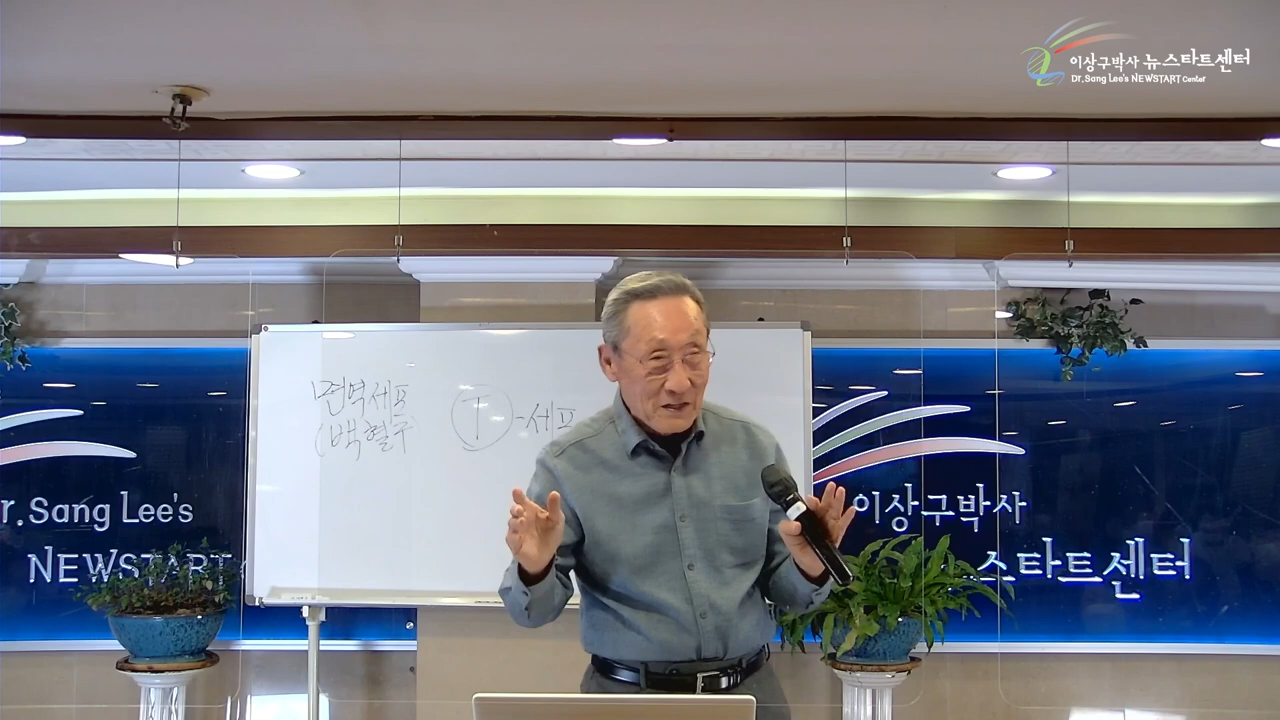 이상구박사 뉴스타트센터
Dr. Sang Lee's NEWSTART Center
면역세포
(백혈구
T-세포
r. Sang Lee's
NEWSTART
이상구박사
스타트센터